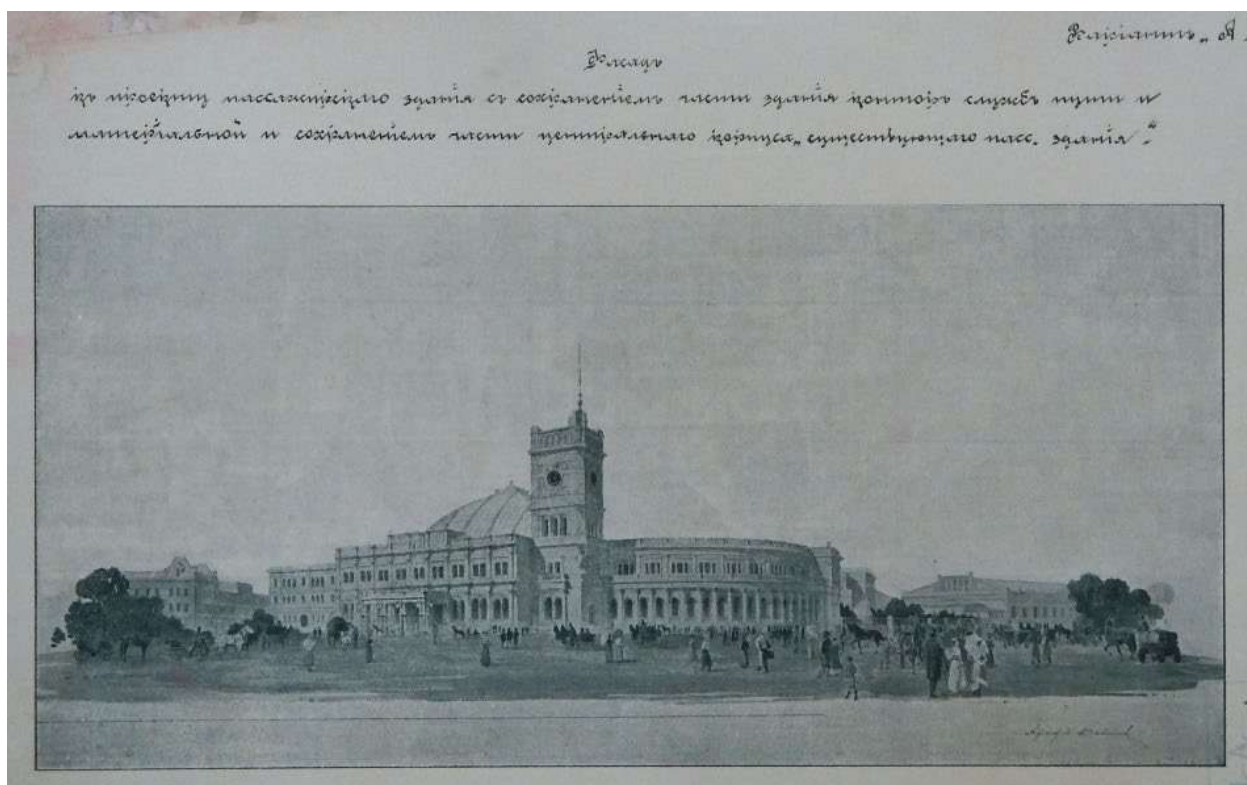 Варіантъ „А.
Фасадъ
къ проекту пассажирскаго зданія съ сохраненіемъ части зданія конторъ службъ пути и
матеріальной и сохраненіемъ части центральнаго корпуса „существующаго пасс. зданія“.